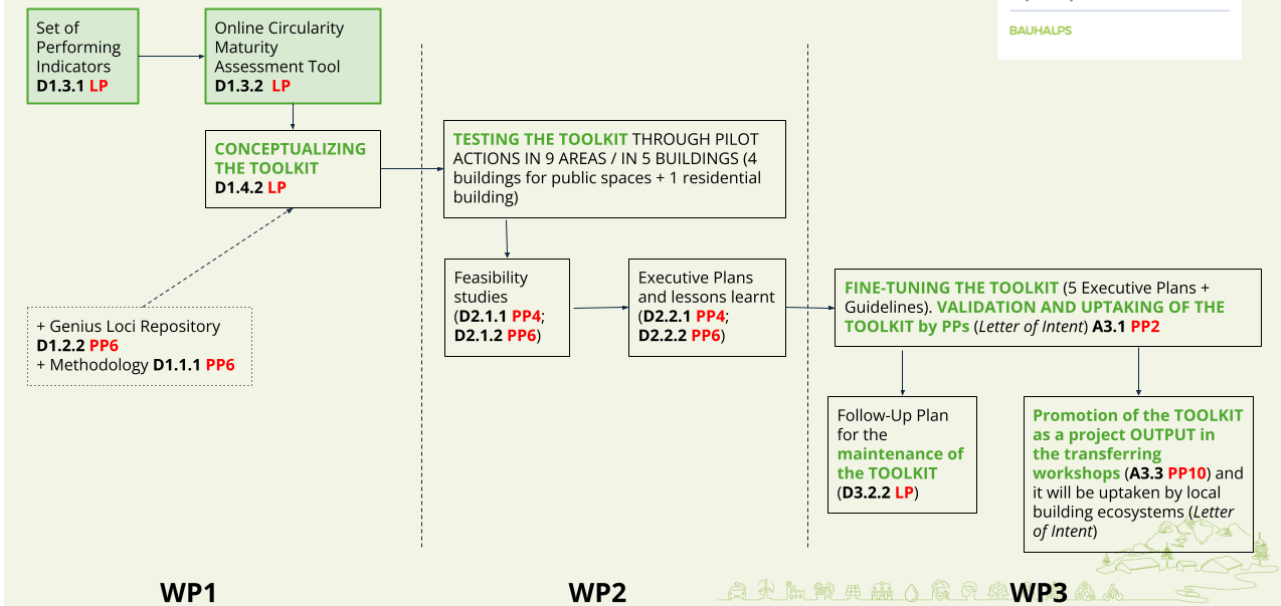 Set of
Performing
Indicators
D1.3.1 LP
Online Circularity
Maturity
Assessment Tool
D1.3.2 LP
BAUHALPS
CONCEPTUALIZING
THE TOOLKIT
D1.4.2 LP
TESTING THE TOOLKIT THROUGH PILOT
ACTIONS IN 9 AREAS / IN 5 BUILDINGS (4
buildings for public spaces + 1 residential
building)
+ Genius Loci Repository
D1.2.2 PP6
+ Methodology D1.1.1 PP6
Feasibility
studies
(D2.1.1 PP4;
D2.1.2 PP6)
Executive Plans
and lessons learnt
(D2.2.1 PP4;
D2.2.2 PP6)
FINE-TUNING THE TOOLKIT (5 Executive Plans +
Guidelines). VALIDATION AND UPTAKING OF THE
TOOLKIT by PPs (Letter of Intent) A3.1 PP2
Follow-Up Plan
for the
maintenance of
the TOOLKIT
(D3.2.2 LP)
Promotion of the TOOLKIT
as a project OUTPUT in
the transferring
workshops (A3.3 PP10) and
it will be uptaken by local
building ecosystems (Letter
of Intent)
WP1
WP2
WP3